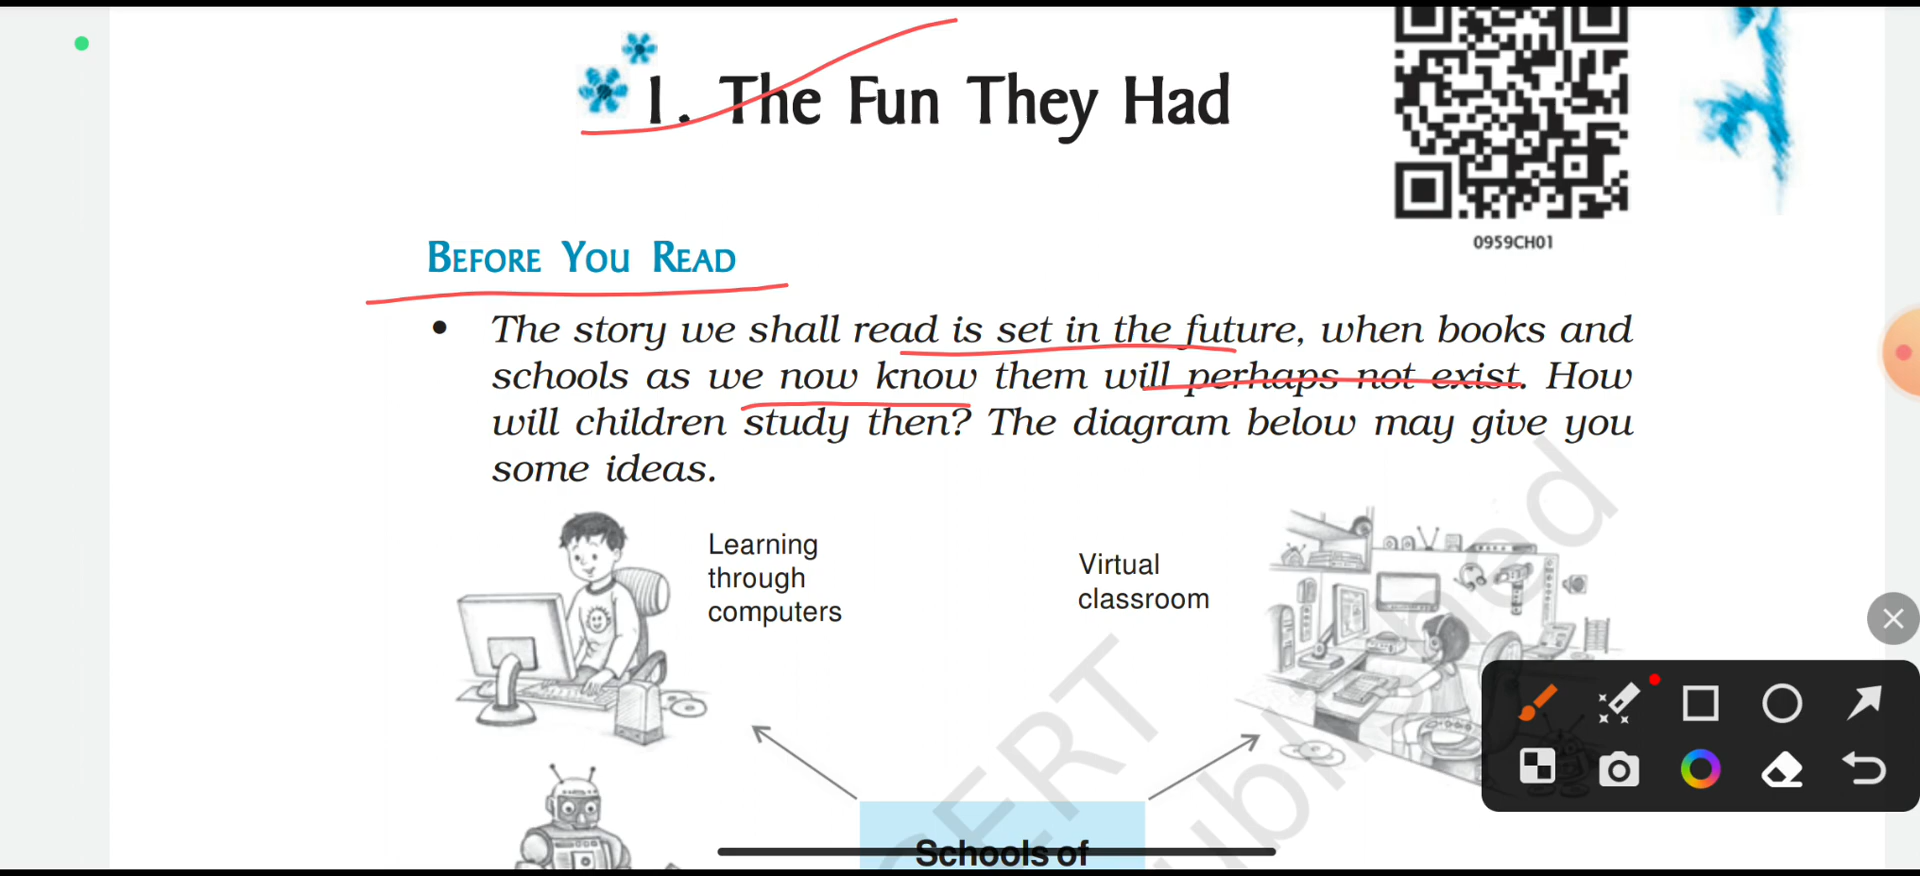 1. The Fun They Had
0959CH01
BEFORE YOU READ
• The story we shall read is set in the future, when books and
schools as we now know them will perhaps not exist. How
will children study then? The diagram below may give you
some ideas.
Learning
through
computers
Virtual
classroom
Schools of